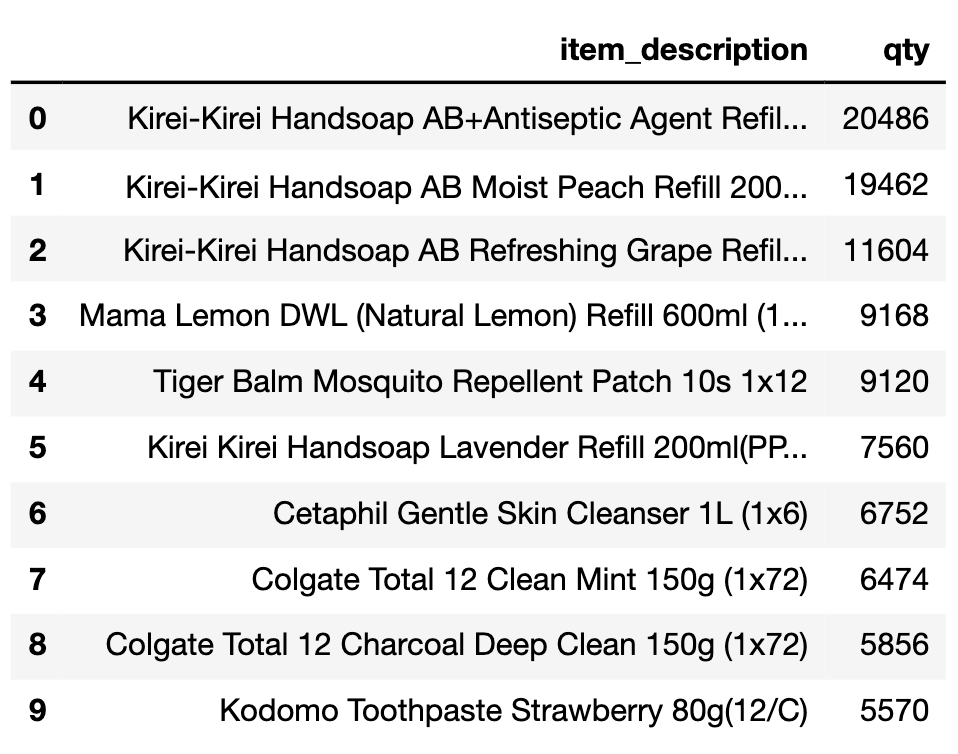 item_description qty
0 Kirei-Kirei Handsoap AB+Antiseptic Agent Refil... 20486
1 Kirei-Kirei Handsoap AB Moist Peach Refill 200... 19462
2 Kirei-Kirei Handsoap AB Refreshing Grape Refil... 11604
3 Mama Lemon DWL (Natural Lemon) Refill 600ml (1... 9168
4 Tiger Balm Mosquito Repellent Patch 10s 1x12 9120
5 Kirei Kirei Handsoap Lavender Refill 200ml(PP... 7560
6 Cetaphil Gentle Skin Cleanser 1L (1x6) 6752
7 Colgate Total 12 Clean Mint 150g (1x72) 6474
8 Colgate Total 12 Charcoal Deep Clean 150g (1x72) 5856
9 Kodomo Toothpaste Strawberry 80g(12/C) 5570